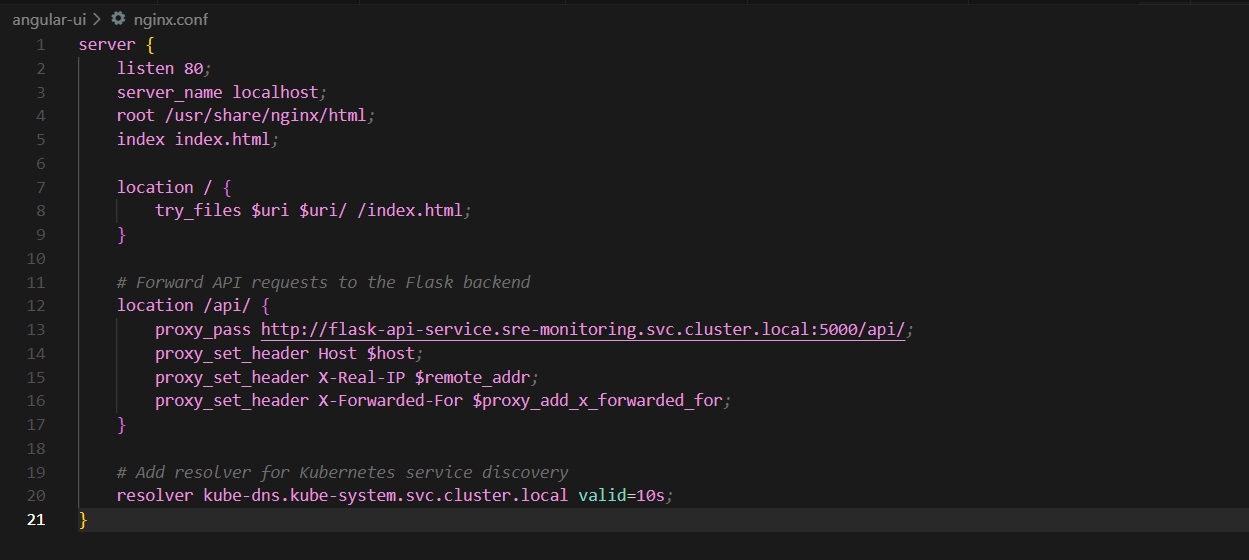 angular-ui > nginx.conf
1 server {
2     listen 80;
3     server_name localhost;
4     root /usr/share/nginx/html;
5     index index.html;
6
7     location / {
8         try_files $uri $uri/ /index.html;
9     }
10
11     # Forward API requests to the Flask backend
12     location /api/ {
13         proxy_pass http://flask-api-service.sre-monitoring.svc.cluster.local:5000/api/;
14         proxy_set_header Host $host;
15         proxy_set_header X-Real-IP $remote_addr;
16         proxy_set_header X-Forwarded-For $proxy_add_x_forwarded_for;
17     }
18
19     # Add resolver for Kubernetes service discovery
20     resolver kube-dns.kube-system.svc.cluster.local valid=10s;
21 }